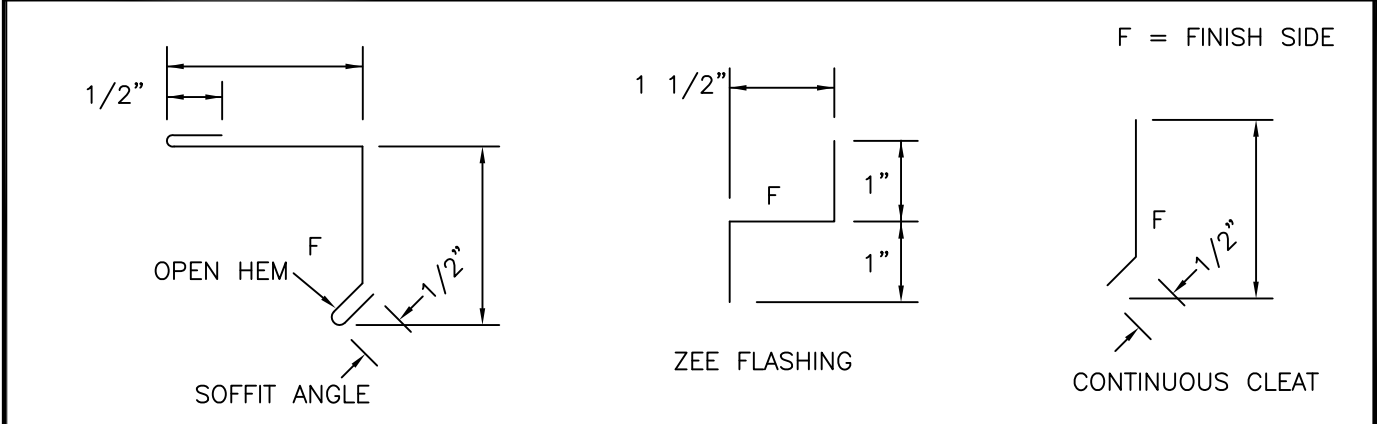 F = FINISH SIDE
1/2”
F
OPEN HEM
1/2”
SOFFIT ANGLE
1 1/2”
F
1”
1”
ZEE FLASHING
F
1/2”
CONTINUOUS CLEAT